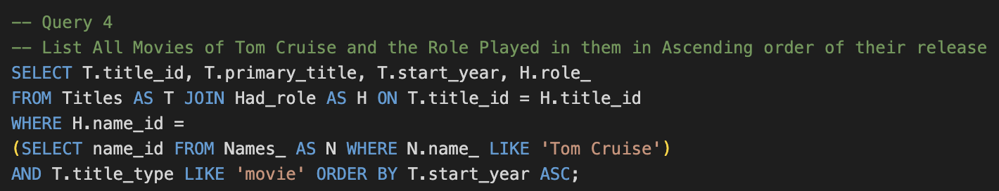 -- Query 4
-- List All Movies of Tom Cruise and the Role Played in them in Ascending order of their release
SELECT T.title_id, T.primary_title, T.start_year, H.role_
FROM Titles AS T JOIN Had_role AS H ON T.title_id = H.title_id
WHERE H.name_id =
(SELECT name_id FROM Names_ AS N WHERE N.name_ LIKE 'Tom Cruise')
AND T.title_type LIKE 'movie' ORDER BY T.start_year ASC;